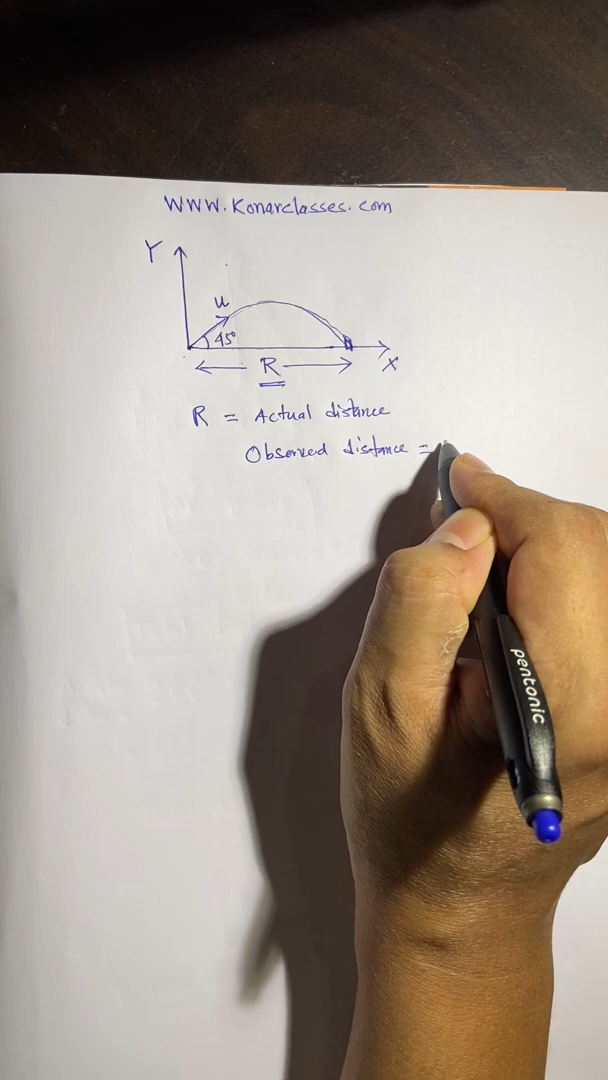 WWW.Konarclasses.com
Y
u
45°
R
X
R = Actual distance
Observed distance =
pentonic